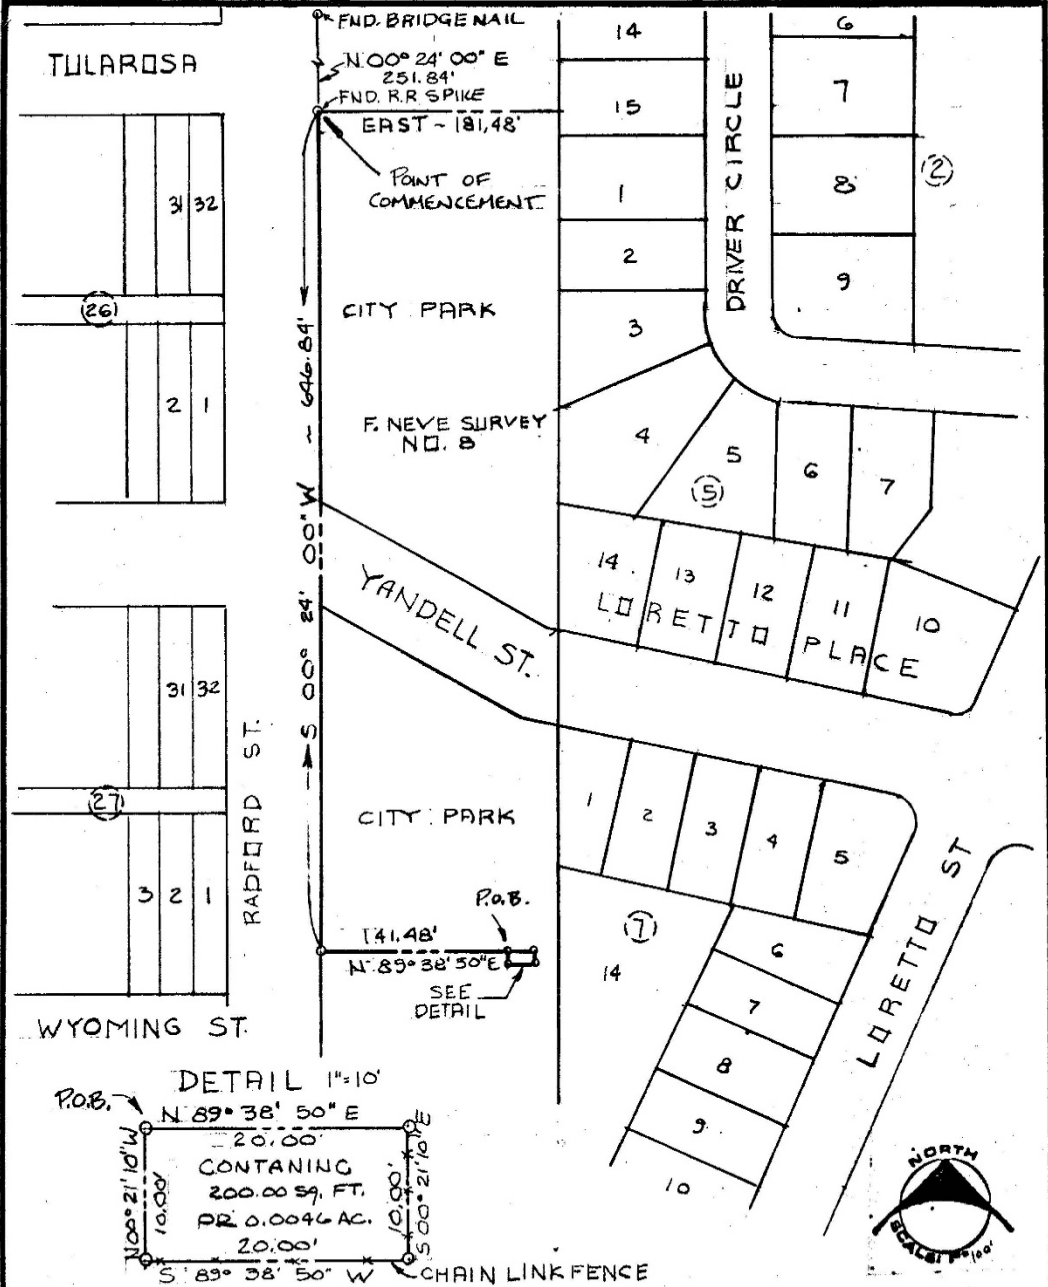 FND. BRIDGE NAIL
N 00° 24' 00" E
251.84'
FND. R.R SPIKE
EAST ~ 181.48'
POINT OF
COMMENCEMENT
TULAROSA
31 32
26
2 1
CITY PARK
F. NEVE SURVEY
NO. 8
S 00° 24' 00" W ~ 646.84'
YANDELL ST.
14
15
1
2
3
4
5
6
7
5
DRIVER CIRCLE
6
7
8
9
2
14
13
12
11
10
LORETTO PLACE
31 32
27
3 2 1
RADFORD ST.
CITY PARK
1
2
3
4
5
6
7
8
9
10
7
14
LORETTO ST
P.O.B.
141.48'
N 89° 38' 50" E
SEE
DETAIL
WYOMING ST.
DETAIL 1"=10'
P.O.B.
N 89° 38' 50" E
20.00'
CONTANING
200.00 SQ. FT.
OR 0.0046 AC.
20.00'
S 89° 38' 50" W
N 00° 21' 10" W
10.00'
10.00'
S 00° 21' 10" E
CHAIN LINK FENCE
NORTH
SCALE: 1"=100'